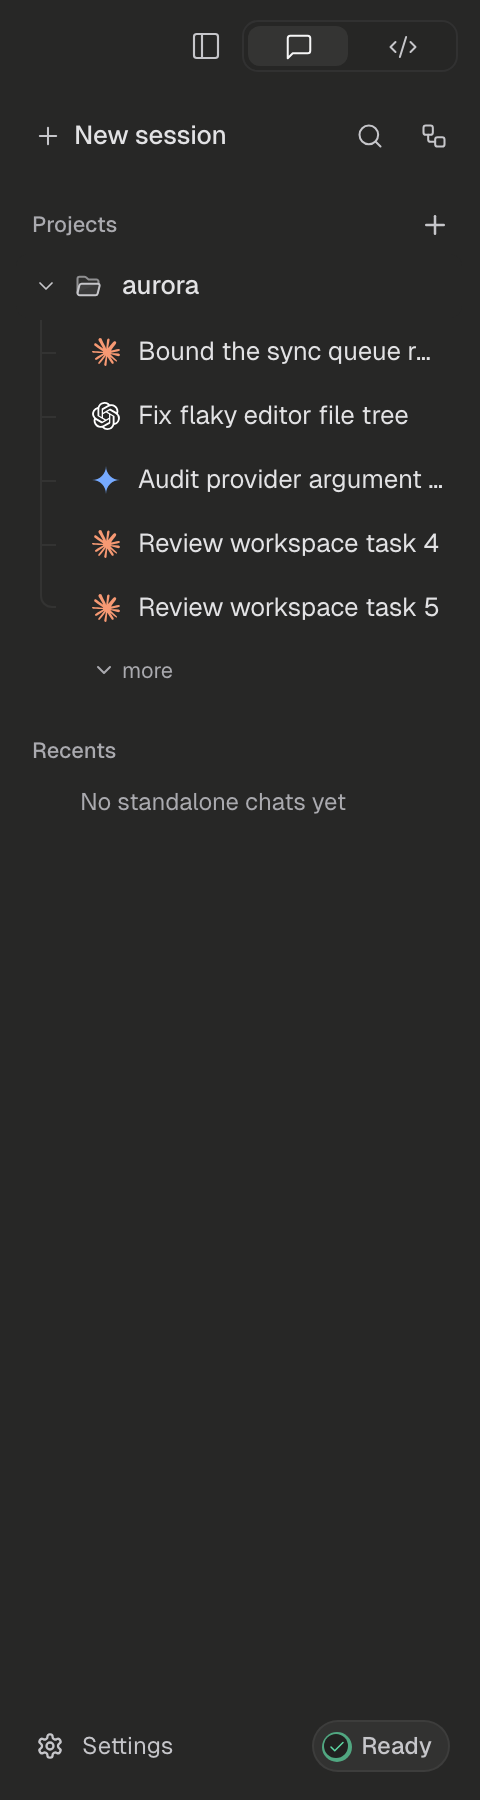 New session
Projects
aurora
Bound the sync queue r...
Fix flaky editor file tree
Audit provider argument ...
Review workspace task 4
Review workspace task 5
more
Recents
No standalone chats yet
Settings
Ready